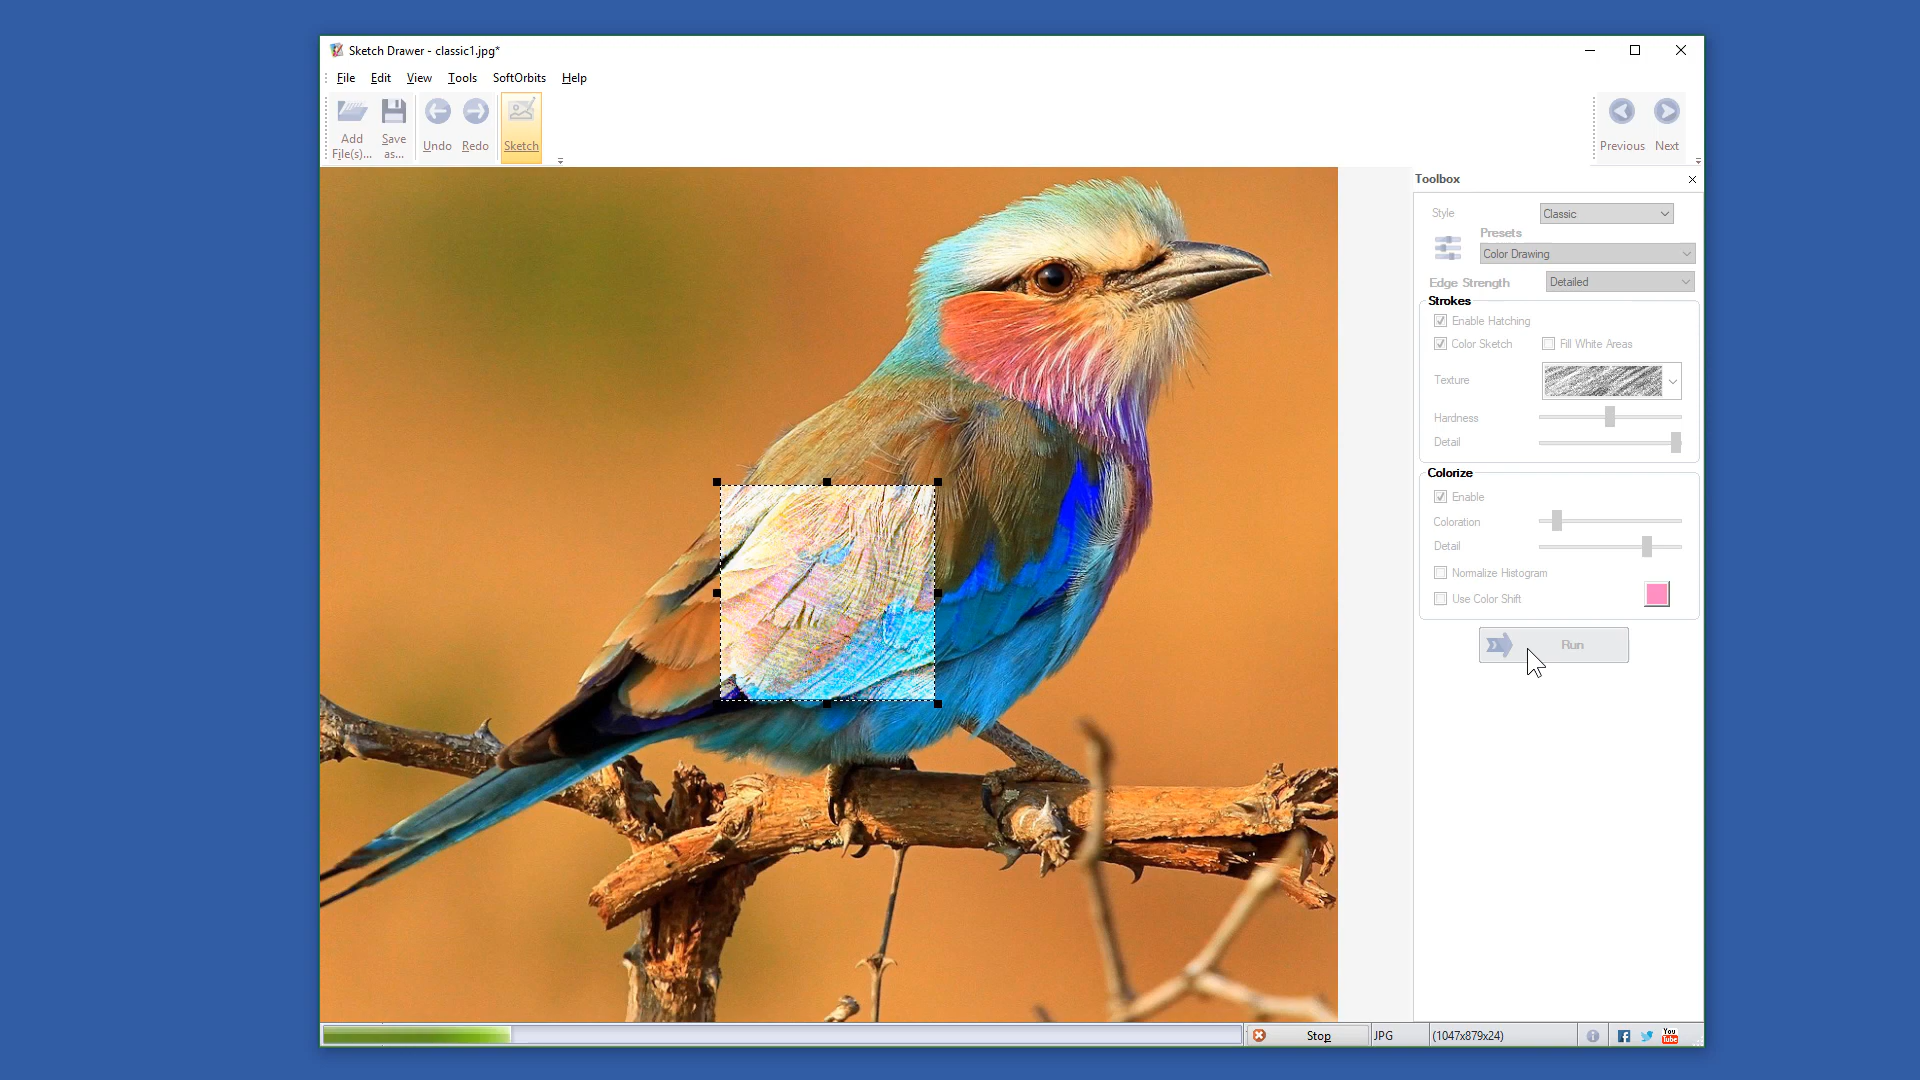 Sketch Drawer - classic1.jpg*
File Edit View Tools SoftOrbits Help
Add File(s)...
Save as...
Undo
Redo
Sketch
Previous
Next
Toolbox
Style Classic
Presets
Color Drawing
Edge Strength Detailed
Strokes
Enable Hatching
Color Sketch Fill White Areas
Texture
Hardness
Detail
Colorize
Enable
Coloration
Detail
Normalize Histogram
Use Color Shift
Run
Stop JPG (1047x879x24)
You Tube